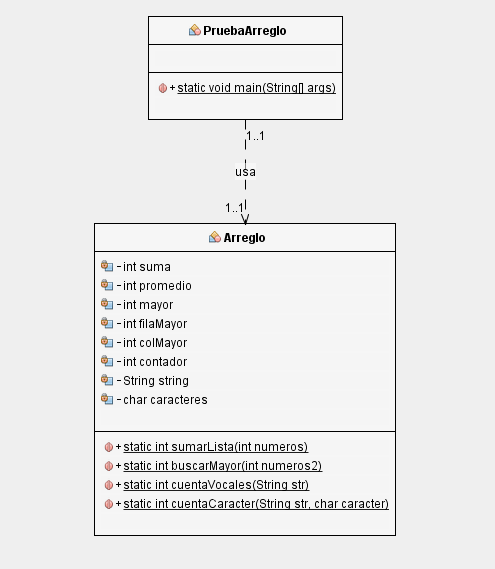 PruebaArreglo
+ static void main(String[] args)
1..1
usa
1..1
Arreglo
- int suma
- int promedio
- int mayor
- int filaMayor
- int colMayor
- int contador
- String string
- char caracteres
+ static int sumarLista(int numeros)
+ static int buscarMayor(int numeros2)
+ static int cuentaVocales(String str)
+ static int cuentaCaracter(String str, char caracter)